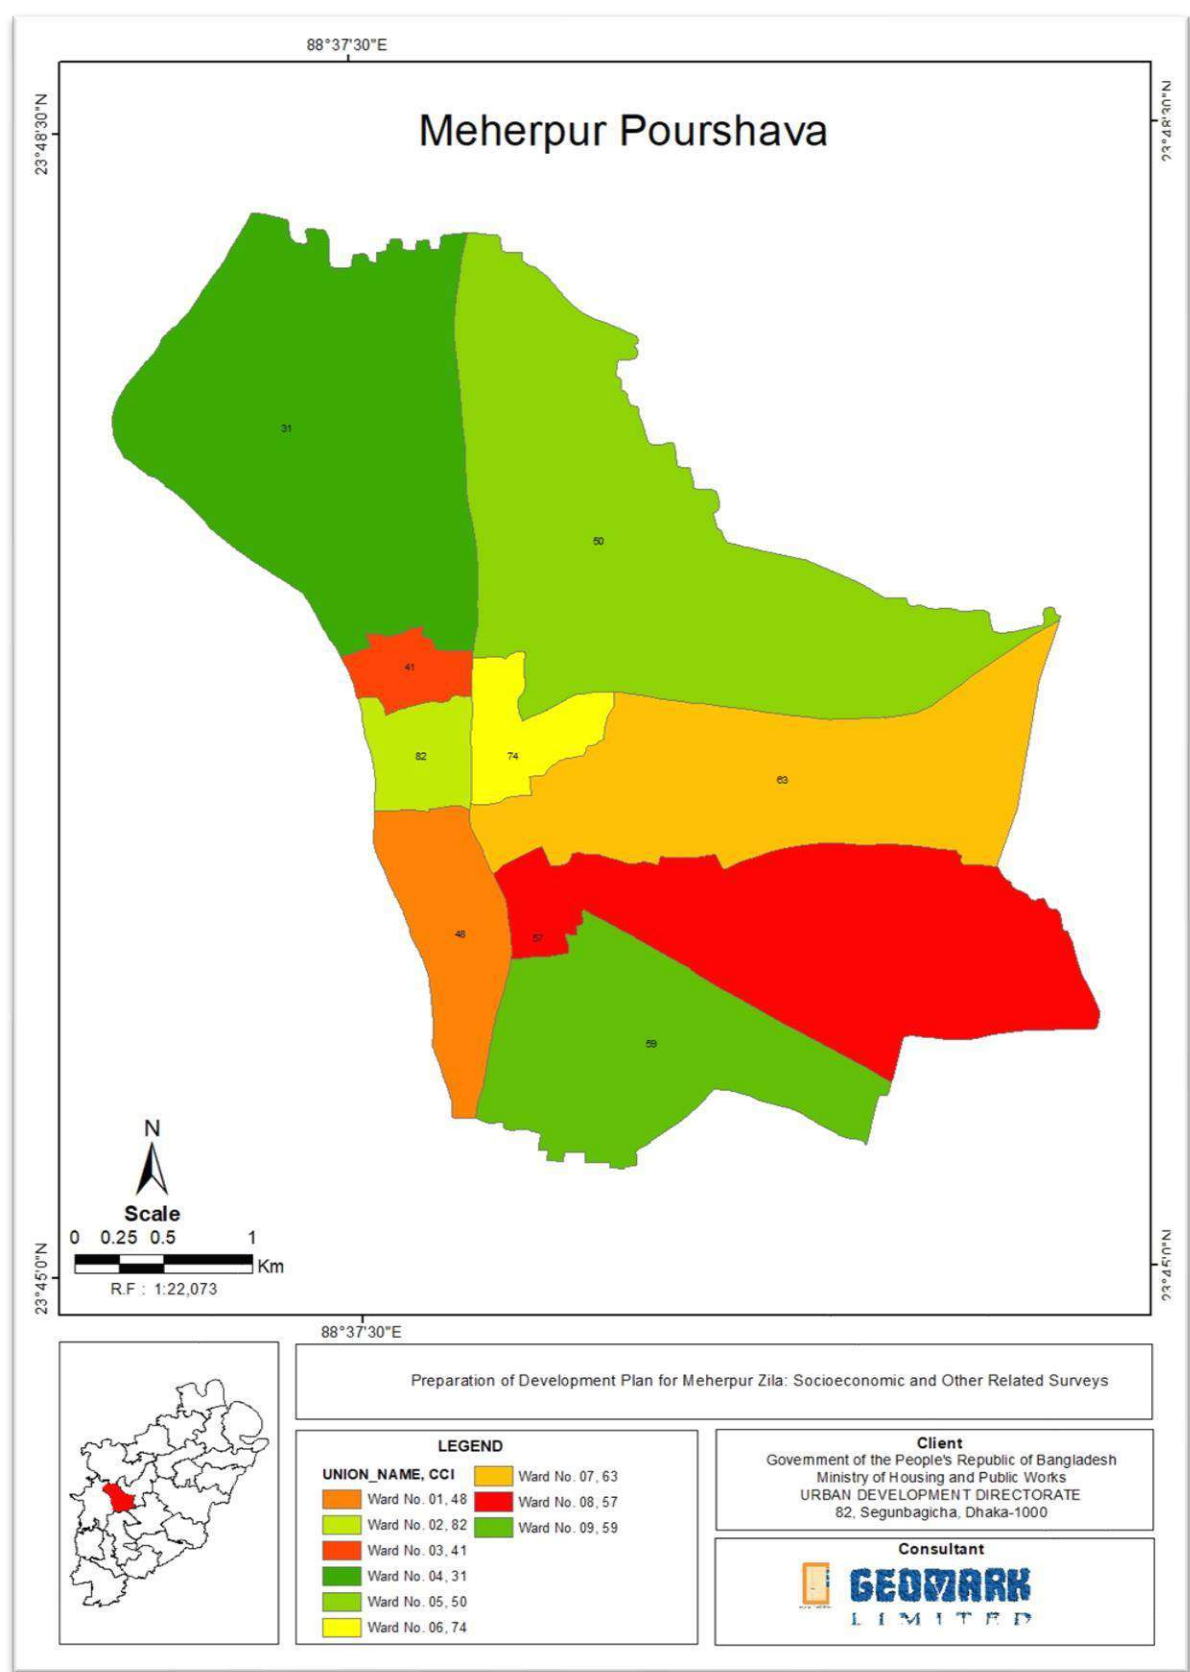 88°37'30"E
23°48'30"N
23°48'30"N
Meherpur Pourshava
31
50
41
82
74
63
48
57
59
N
Scale
0 0.25 0.5 1
Km
R.F : 1:22,073
23°45'0"N
23°45'0"N
88°37'30"E
Preparation of Development Plan for Meherpur Zila: Socioeconomic and Other Related Surveys
LEGEND
UNION_NAME, CCI
Ward No. 01, 48
Ward No. 02, 82
Ward No. 03, 41
Ward No. 04, 31
Ward No. 05, 50
Ward No. 06, 74
Ward No. 07, 63
Ward No. 08, 57
Ward No. 09, 59
Client
Government of the People's Republic of Bangladesh
Ministry of Housing and Public Works
URBAN DEVELOPMENT DIRECTORATE
82, Segunbagicha, Dhaka-1000
Consultant
GEOMARK
LIMITED